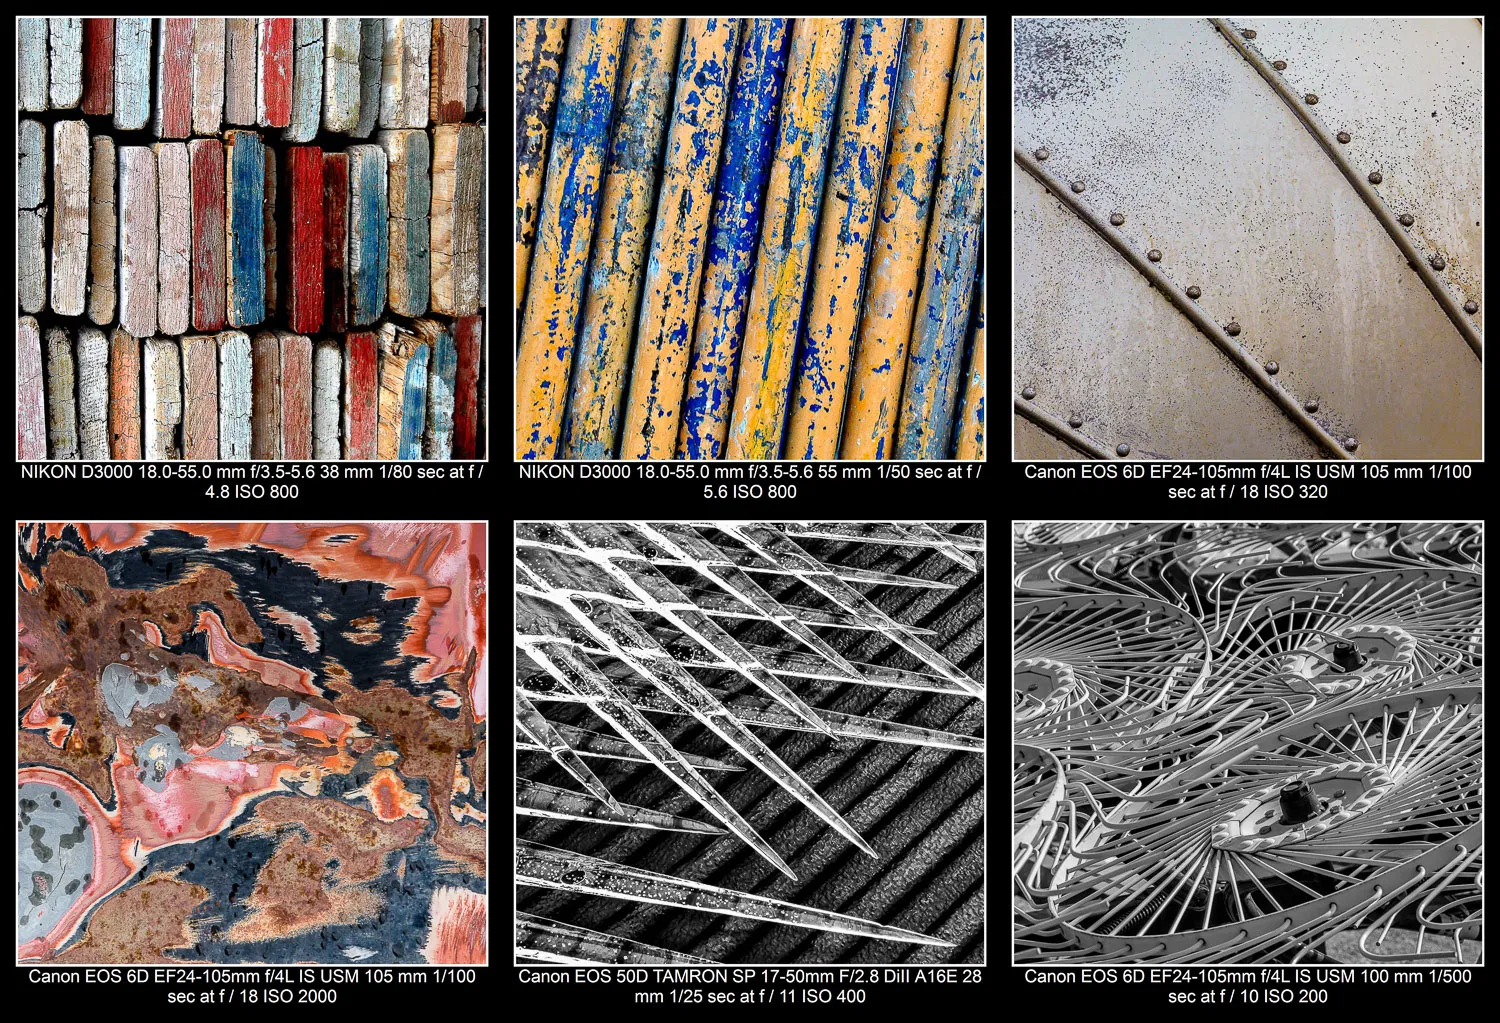 NIKON D3000 18.0-55.0 mm f/3.5-5.6 38 mm 1/80 sec at f /
4.8 ISO 800
NIKON D3000 18.0-55.0 mm f/3.5-5.6 55 mm 1/50 sec at f /
5.6 ISO 800
Canon EOS 6D EF24-105mm f/4L IS USM 105 mm 1/100
sec at f / 18 ISO 320
Canon EOS 6D EF24-105mm f/4L IS USM 105 mm 1/100
sec at f / 18 ISO 2000
Canon EOS 50D TAMRON SP 17-50mm F/2.8 DiII A16E 28
mm 1/25 sec at f / 11 ISO 400
Canon EOS 6D EF24-105mm f/4L IS USM 100 mm 1/500
sec at f / 10 ISO 200